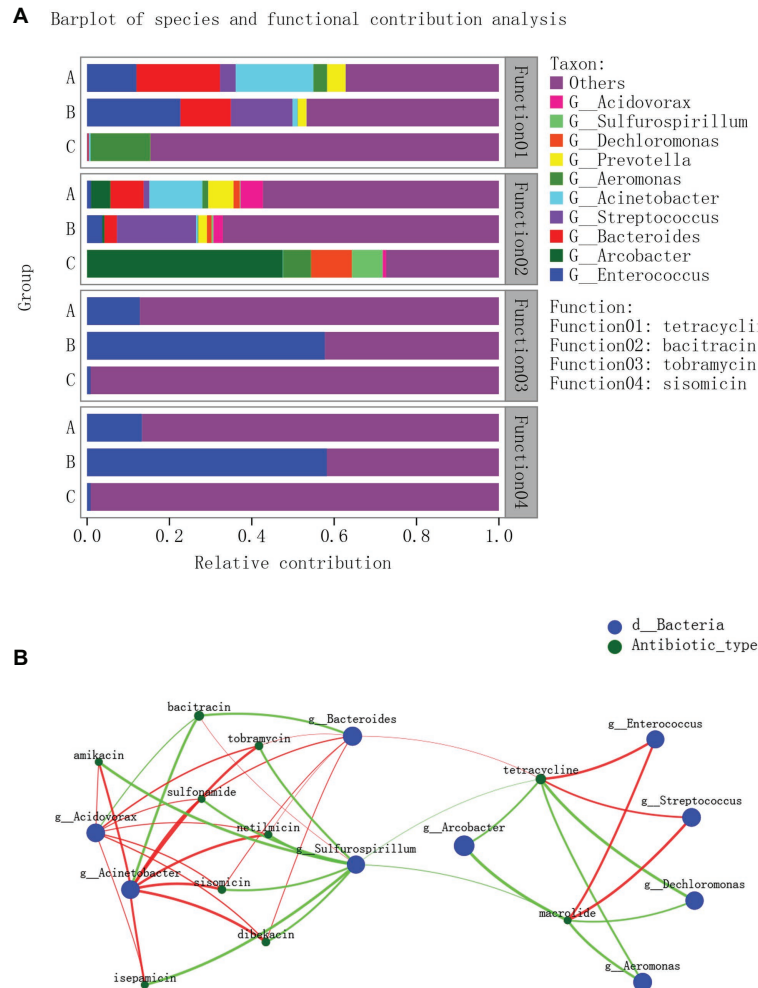 A Barplot of species and functional contribution analysis
A
B
C
Function01
A
B
C
Function02
A
B
C
Function03
A
B
C
Function04
Group
0.0 0.2 0.4 0.6 0.8 1.0
Relative contribution
Taxon:
Others
G__Acidovorax
G__Sulfurospirillum
G__Dechloromonas
G__Prevotella
G__Aeromonas
G__Acinetobacter
G__Streptococcus
G__Bacteroides
G__Arcobacter
G__Enterococcus
Function:
Function01: tetracycli
Function02: bacitracin
Function03: tobramycin
Function04: sisomicin
B
d__Bacteria
Antibiotic_type
bacitracin
g__Bacteroides
g__Enterococcus
tobramycin
amikacin
tetracycline
sulfonamide
g__Streptococcus
g__Acidovorax
netilmicin
g__Arcobacter
g__Sulfurospirillum
g__Acinetobacter
sisomicin
g__Dechloromonas
macrolide
dibekacin
g__Aeromonas
isepamicin